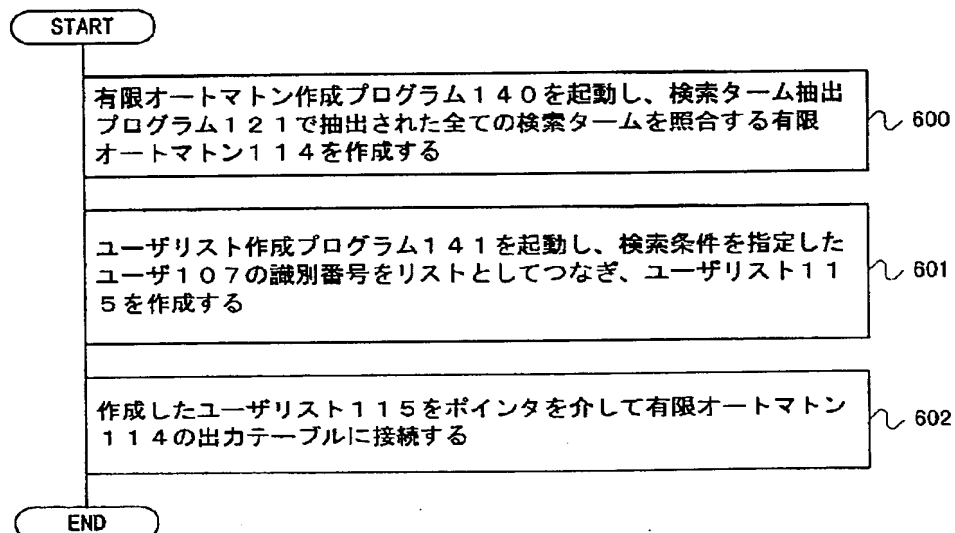 START
有限オートマトン作成プログラム140を起動し、検索ターム抽出
プログラム121で抽出された全ての検索タームを照合する有限
オートマトン114を作成する
600
ユーザリスト作成プログラム141を起動し、検索条件を指定した
ユーザ107の識別番号をリストとしてつなぎ、ユーザリスト11
5を作成する
601
作成したユーザリスト115をポインタを介して有限オートマトン
114の出力テーブルに接続する
602
END